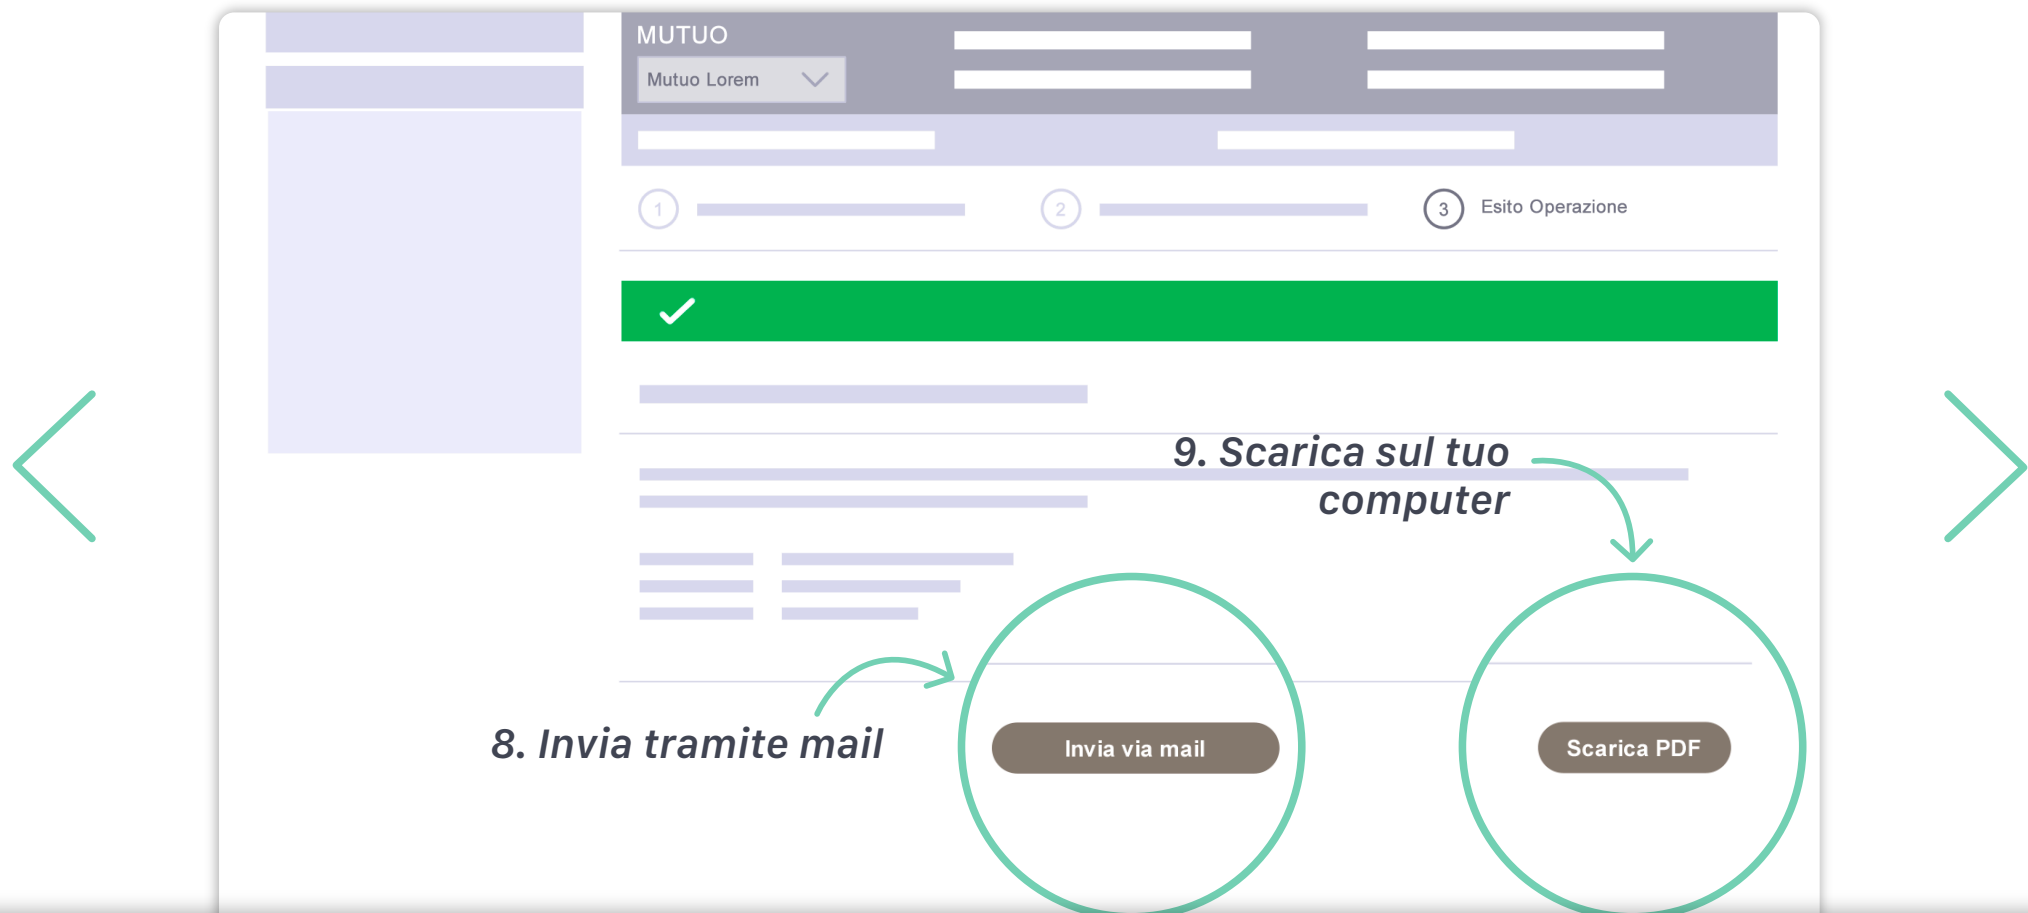 MUTUO
Mutuo Lorem
1
2
3 Esito Operazione
9. Scarica sul tuo
computer
8. Invia tramite mail
Invia via mail
Scarica PDF